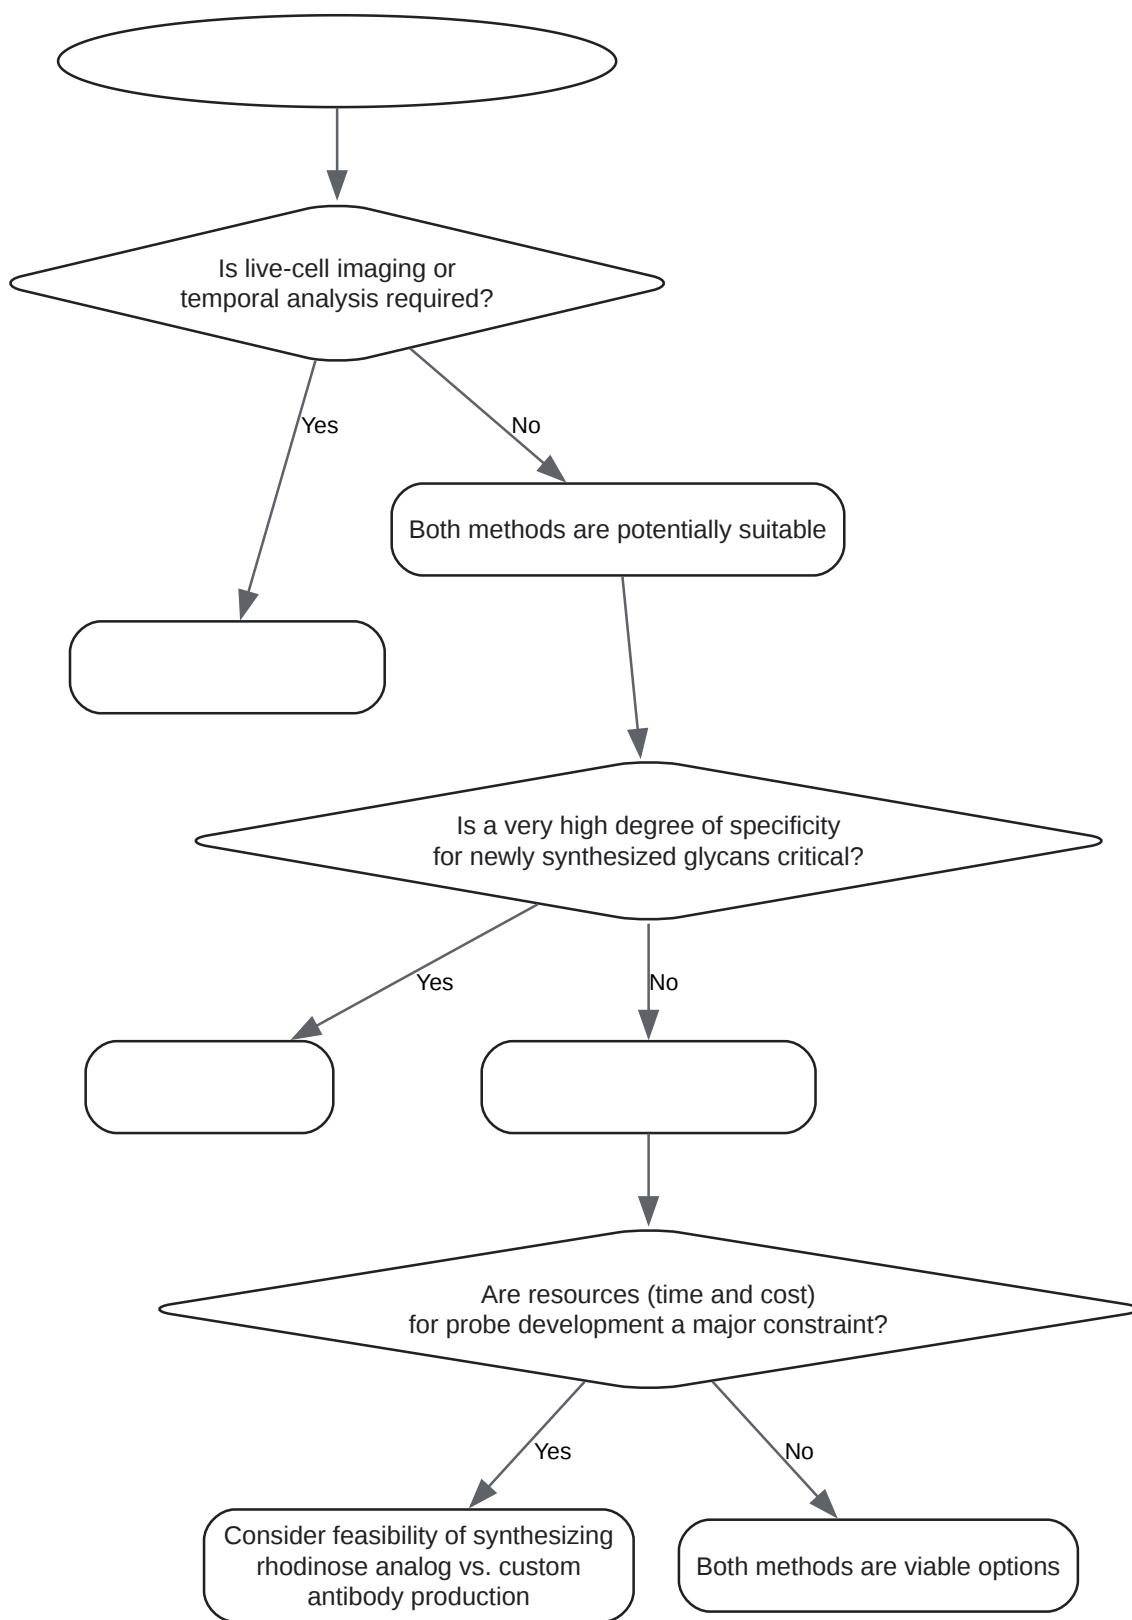 Is live-cell imaging or
temporal analysis required?
Yes
No
Both methods are potentially suitable
Is a very high degree of specificity
for newly synthesized glycans critical?
Yes
No
Are resources (time and cost)
for probe development a major constraint?
Yes
No
Consider feasibility of synthesizing
rhodinose analog vs. custom
antibody production
Both methods are viable options